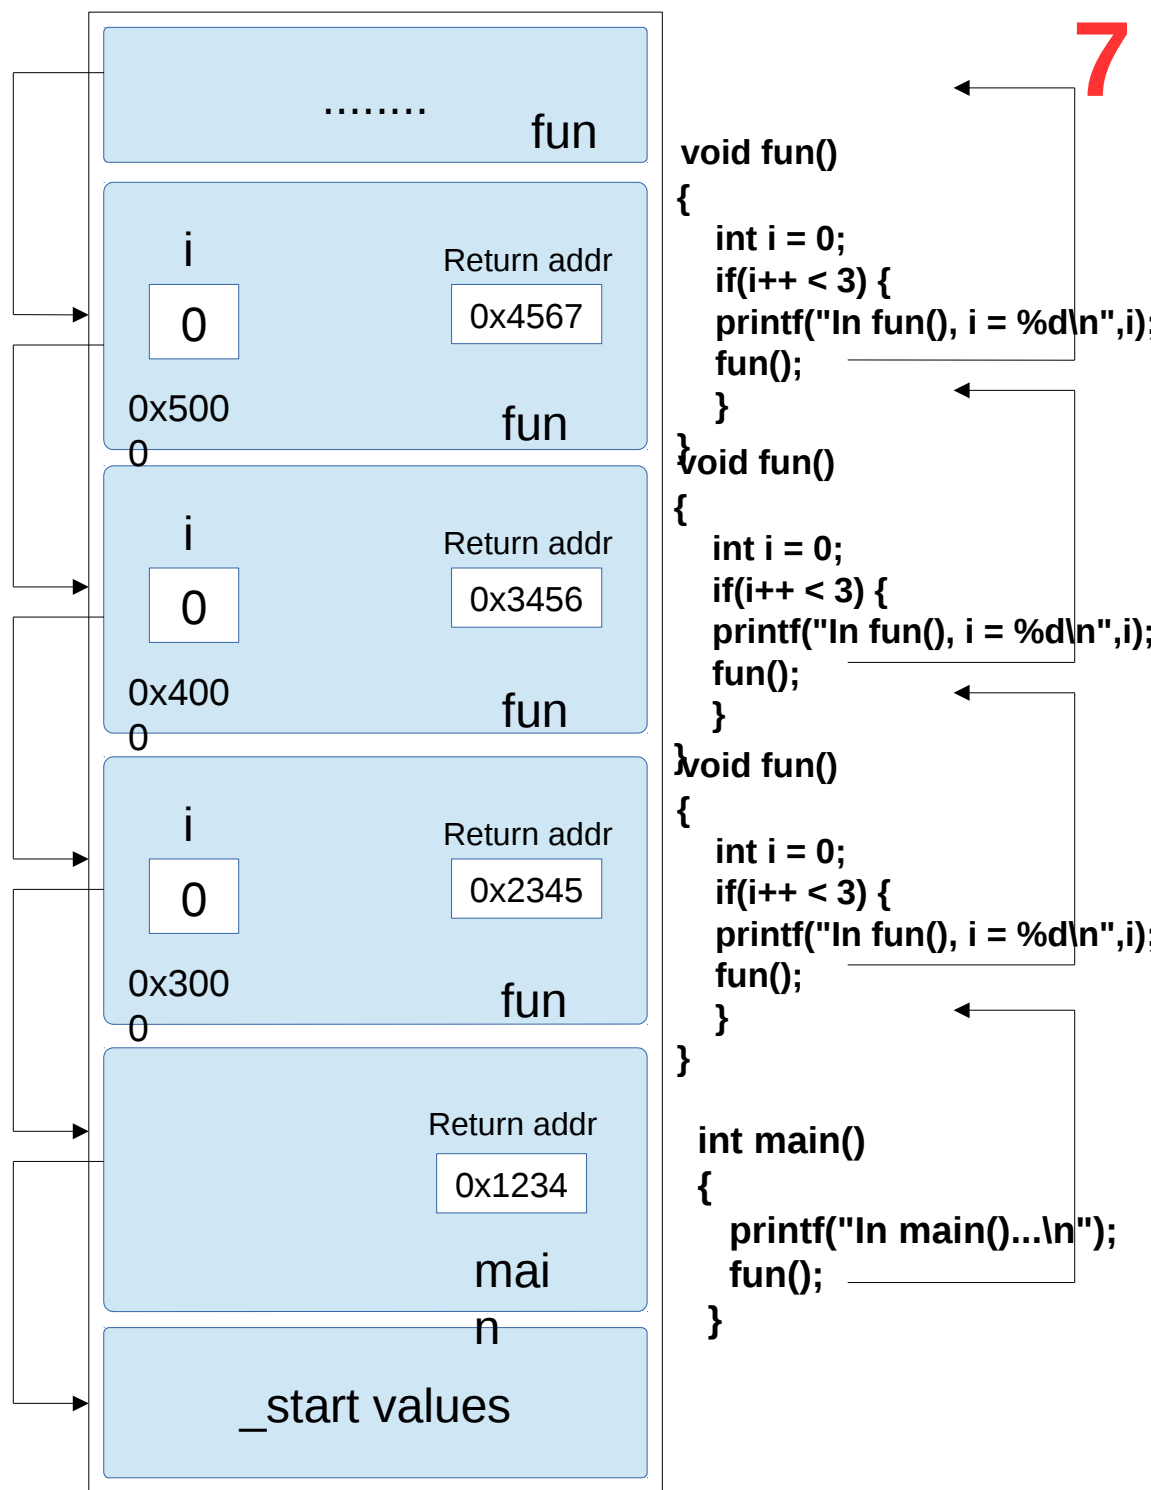 7
........
fun
void fun()
{
int i = 0;
if(i++ < 3) {
printf("In fun(), i = %d\n",i);
fun();
}
}
i
Return addr
0
0x4567
0x500
0
fun
void fun()
{
int i = 0;
if(i++ < 3) {
printf("In fun(), i = %d\n",i);
fun();
}
}
i
Return addr
0
0x3456
0x400
0
fun
void fun()
{
int i = 0;
if(i++ < 3) {
printf("In fun(), i = %d\n",i);
fun();
}
}
i
Return addr
0
0x2345
0x300
0
fun
Return addr
0x1234
mai
n
int main()
{
printf("In main()...\n");
fun();
}
_start values